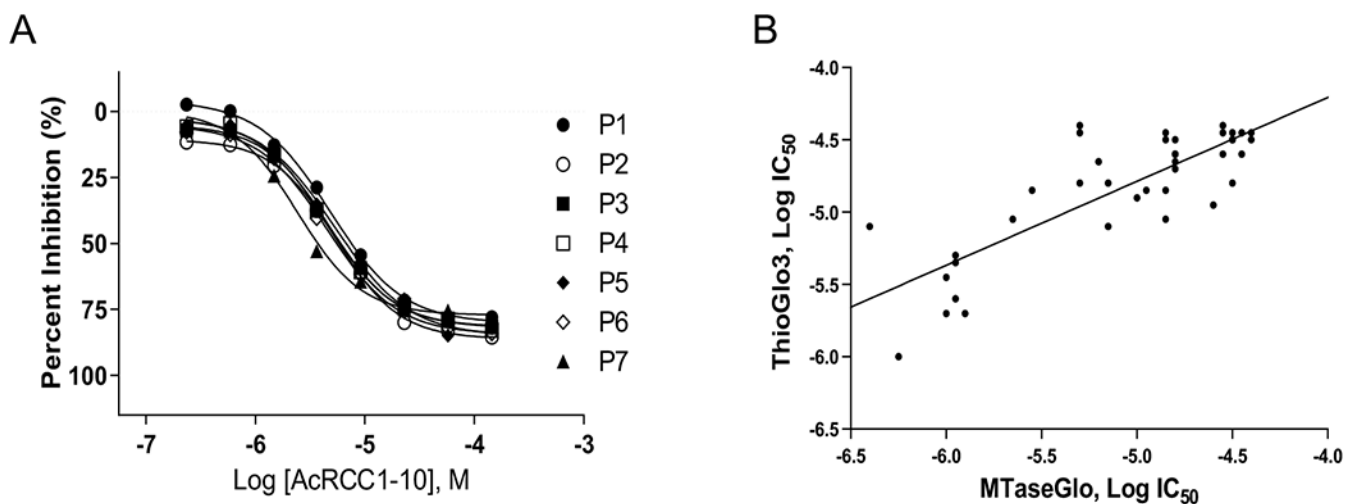 A
Percent Inhibition (%)
0
25
50
75
100
-7
-6
-5
-4
-3
Log [AcRCC1-10], M
P1
P2
P3
P4
P5
P6
P7
B
ThioGlo3, Log IC50
-4.0
-4.5
-5.0
-5.5
-6.0
-6.5
-6.5
-6.0
-5.5
-5.0
-4.5
-4.0
MTaseGlo, Log IC50